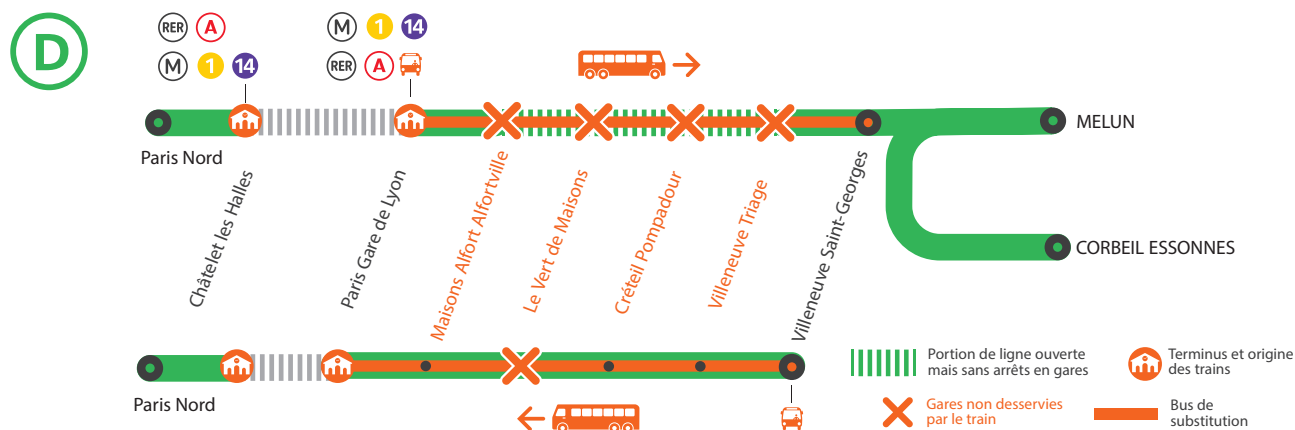 D
RER A
M 1 14
M 1 14
RER A
Paris Nord
Châtelet les Halles
Paris Gare de Lyon
Maisons Alfort Alfortville
Le Vert de Maisons
Créteil Pompadour
Villeneuve Triage
Villeneuve Saint-Georges
MELUN
CORBEIL ESSONNES
Paris Nord
Portion de ligne ouverte
mais sans arrêts en gares
Terminus et origine
des trains
Gares non desservies
par le train
Bus de
substitution